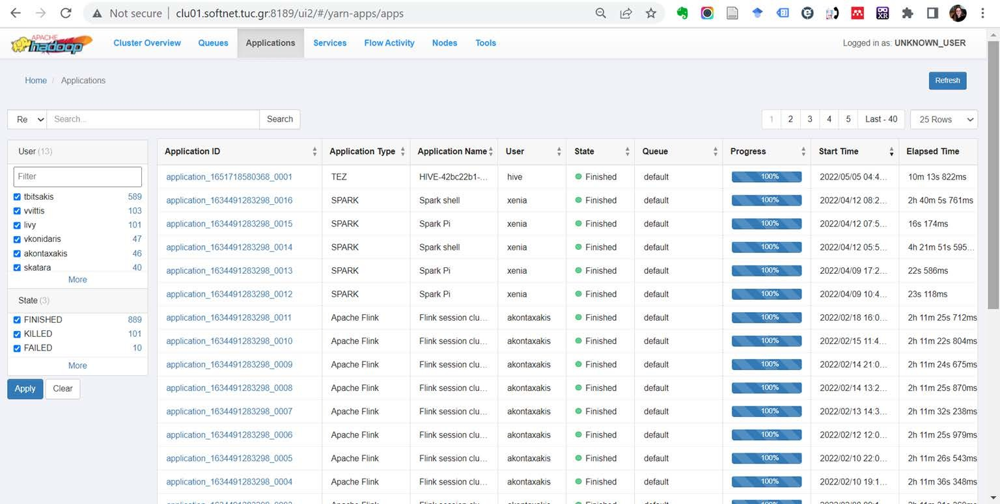 Not secure | clu01.softnet.tuc.gr:8189/ui2/#/yarn-apps/apps
APACHE hadoop
Cluster Overview Queues Applications Services Flow Activity Nodes Tools Logged in as: UNKNOWN_USER
Home / Applications Refresh
Re Search... Search 1 2 3 4 5 Last - 40 25 Rows
User (13)
Filter
tbitsakis 589
vvittis 103
livy 101
vkonidaris 47
akontaxakis 46
skatara 40
More
State (3)
FINISHED 889
KILLED 101
FAILED 10
More
Apply Clear
Application ID Application Type Application Name User State Queue Progress Start Time Elapsed Time
application_1651718580368_0001 TEZ HIVE-42bc22b1-... hive Finished default 100% 2022/05/05 04:4... 10m 13s 822ms
application_1634491283298_0016 SPARK Spark shell xenia Finished default 100% 2022/04/12 08:2... 2h 40m 5s 761ms
application_1634491283298_0015 SPARK Spark Pi xenia Finished default 100% 2022/04/12 07:5... 16s 174ms
application_1634491283298_0014 SPARK Spark shell xenia Finished default 100% 2022/04/12 05:5... 4h 21m 51s 595...
application_1634491283298_0013 SPARK Spark Pi xenia Finished default 100% 2022/04/09 17:2... 22s 586ms
application_1634491283298_0012 SPARK Spark Pi xenia Finished default 100% 2022/04/09 10:4... 23s 118ms
application_1634491283298_0011 Apache Flink Flink session clu... akontaxakis Finished default 100% 2022/02/18 16:0... 2h 11m 25s 712ms
application_1634491283298_0010 Apache Flink Flink session clu... akontaxakis Finished default 100% 2022/02/15 11:4... 2h 11m 22s 804ms
application_1634491283298_0009 Apache Flink Flink session clu... akontaxakis Finished default 100% 2022/02/14 21:0... 2h 11m 24s 675ms
application_1634491283298_0008 Apache Flink Flink session clu... akontaxakis Finished default 100% 2022/02/14 13:2... 2h 11m 25s 870ms
application_1634491283298_0007 Apache Flink Flink session clu... akontaxakis Finished default 100% 2022/02/13 14:3... 2h 11m 32s 238ms
application_1634491283298_0006 Apache Flink Flink session clu... akontaxakis Finished default 100% 2022/02/12 12:0... 2h 11m 25s 979ms
application_1634491283298_0005 Apache Flink Flink session clu... akontaxakis Finished default 100% 2022/02/10 22:0... 2h 11m 26s 543ms
application_1634491283298_0004 Apache Flink Flink session clu... akontaxakis Finished default 100% 2022/02/10 19:1... 2h 11m 36s 348ms